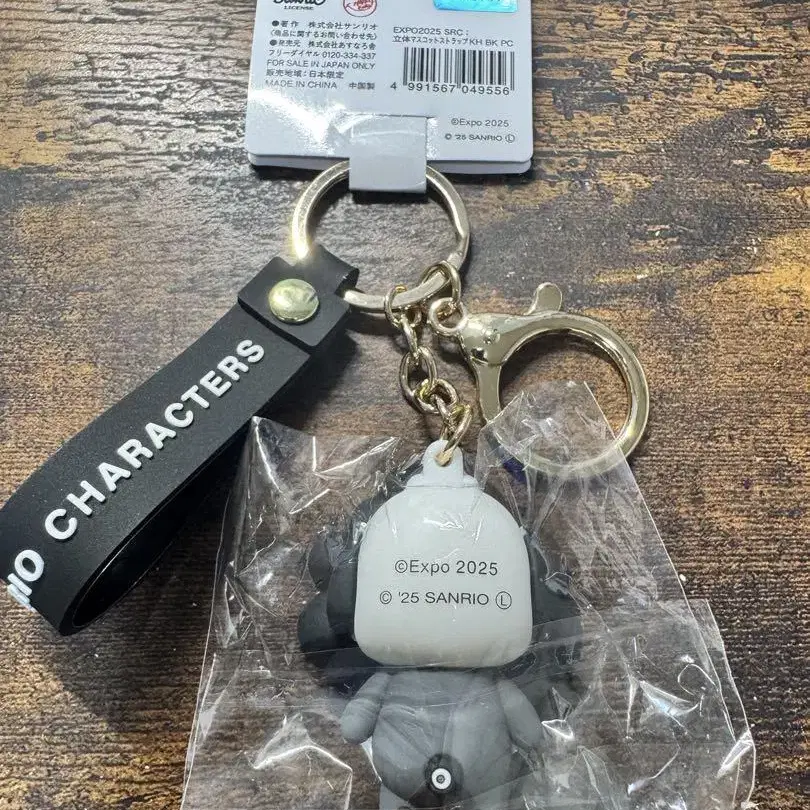 Sanrio
LICENSE
●著作 株式会社サンリオ
(商品に関するお問い合わせ先)
●発売元 株式会社あすなろ舎
フリーダイヤル 0120-334-337
FOR SALE IN JAPAN ONLY
販売地域:日本限定
MADE IN CHINA 中国製
EXPO2025 SRC:
立体マスコットストラップKH BK PC
4 991567 049556
©Expo 2025
© '25 SANRIO Ⓛ
IO CHARACTERS
©Expo 2025
© '25 SANRIO Ⓛ